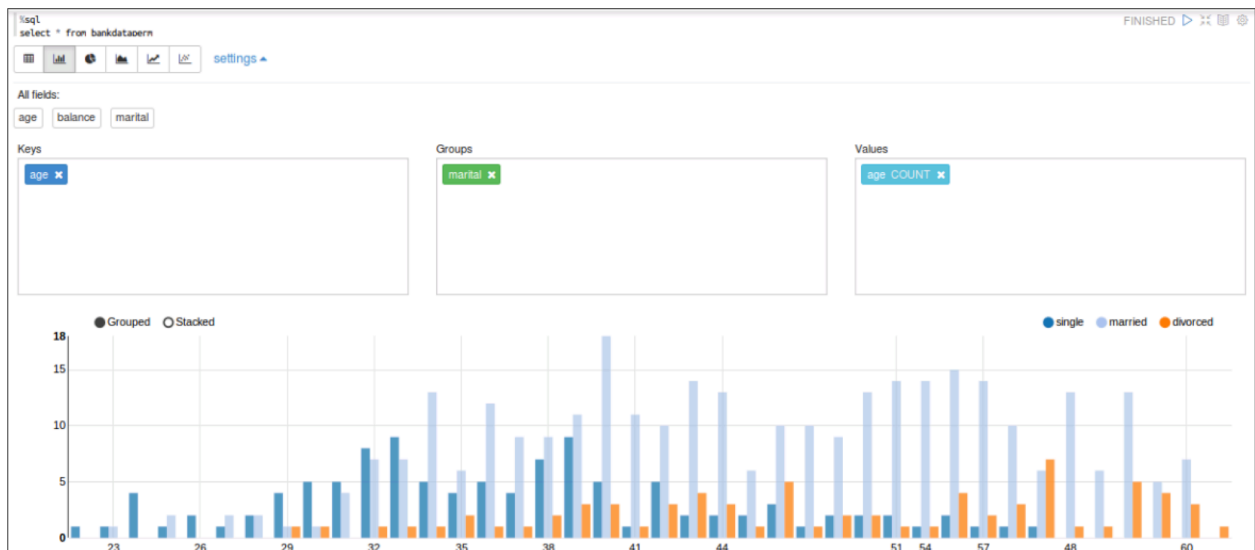 %sql
FINISHED
select * from bankdataperm
settings
All fields:
age balance marital
Keys Groups Values
age marital age COUNT
Grouped Stacked single married divorced
18
15
10
5
0
23 26 29 32 35 38 41 44 51 54 57 48 60